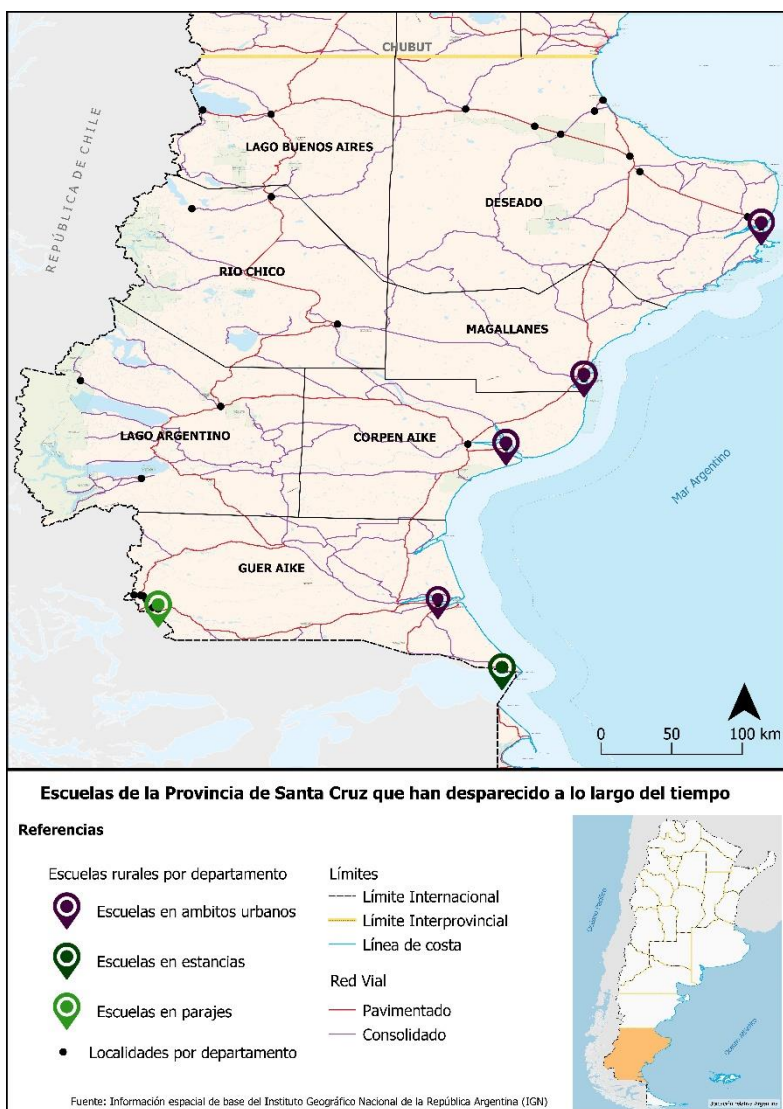 CHUBUT
REPÚBLICA DE CHILE
LAGO BUENOS AIRES
DESEADO
RIO CHICO
MAGALLANES
LAGO ARGENTINO
CORPEN AIKE
Mar Argentino
GUER AIKE
0 50 100 km
Escuelas de la Provincia de Santa Cruz que han desparecido a lo largo del tiempo
Referencias
Escuelas rurales por departamento
Escuelas en ambitos urbanos
Escuelas en estancias
Escuelas en parajes
Localidades por departamento
Límites
Límite Internacional
Límite Interprovincial
Línea de costa
Red Vial
Pavimentado
Consolidado
Océano Pacífico
Fuente: Información espacial de base del Instituto Geográfico Nacional de la República Argentina (IGN)